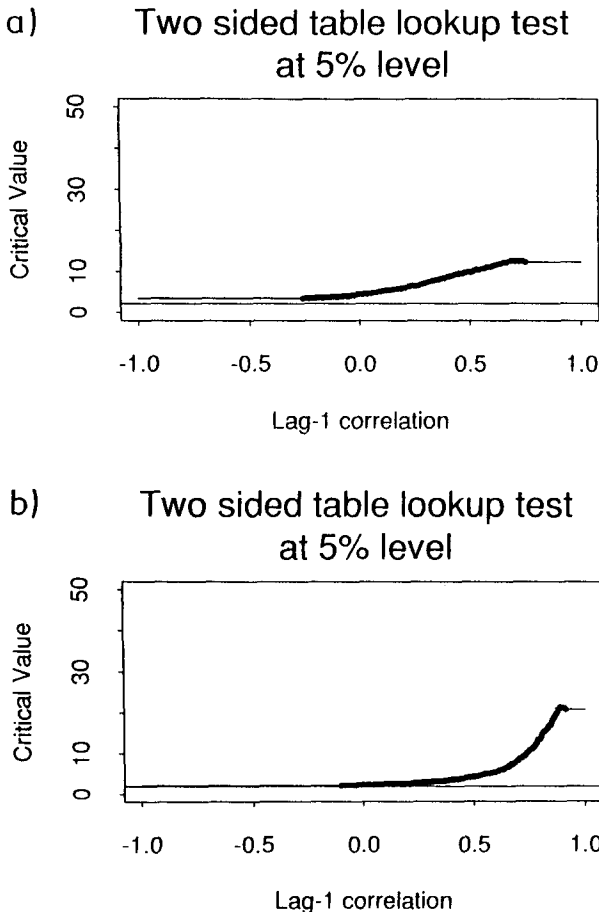 a)
Two sided table lookup test
at 5% level
Critical Value
50
30
10
0
-1.0 -0.5 0.0 0.5 1.0
Lag-1 correlation
b)
Two sided table lookup test
at 5% level
Critical Value
50
30
10
0
-1.0 -0.5 0.0 0.5 1.0
Lag-1 correlation